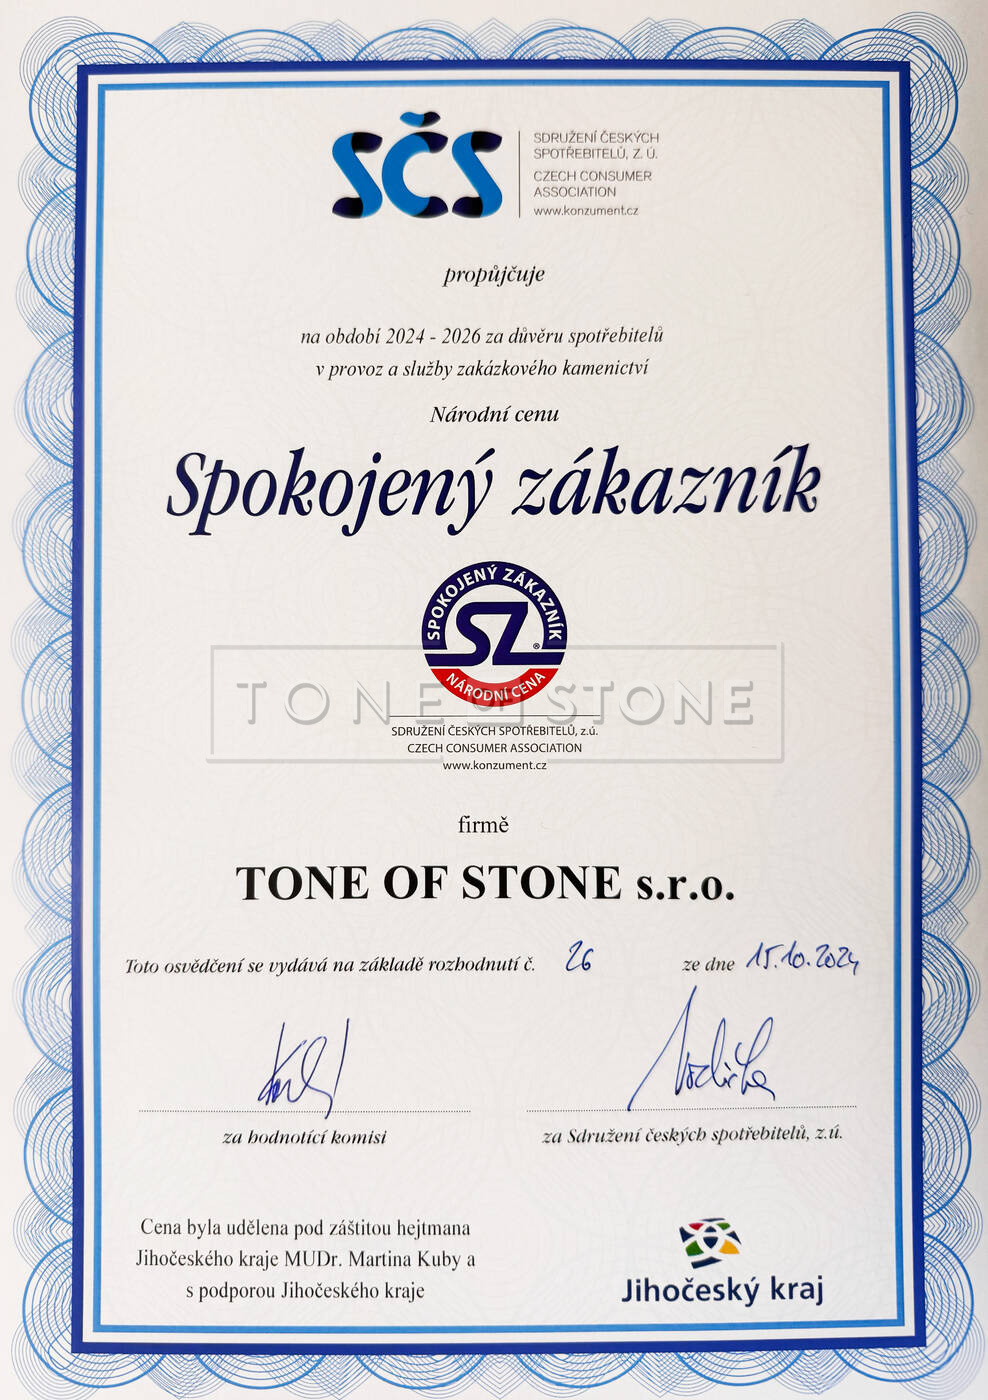 SČS
SDRUŽENÍ ČESKÝCH
SPOTŘEBITELŮ, Z. Ú.
CZECH CONSUMER
ASSOCIATION
www.konzument.cz
propůjčuje
na období 2024 - 2026 za důvěru spotřebitelů
v provoz a služby zakázkového kamenictví
Národní cenu
Spokojený zákazník
SPOKOJENÝ ZÁKAZNÍK
SZ®
NÁRODNÍ CENA
TONE OF STONE
SDRUŽENÍ ČESKÝCH SPOTŘEBITELŮ, z.ú.
CZECH CONSUMER ASSOCIATION
www.konzument.cz
firmě
TONE OF STONE s.r.o.
Toto osvědčení se vydává na základě rozhodnutí č. 26 ze dne 15.10.2024
za hodnotící komisi
za Sdružení českých spotřebitelů, z.ú.
Cena byla udělena pod záštitou hejtmana
Jihočeského kraje MUDr. Martina Kuby a
s podporou Jihočeského kraje
Jihočeský kraj